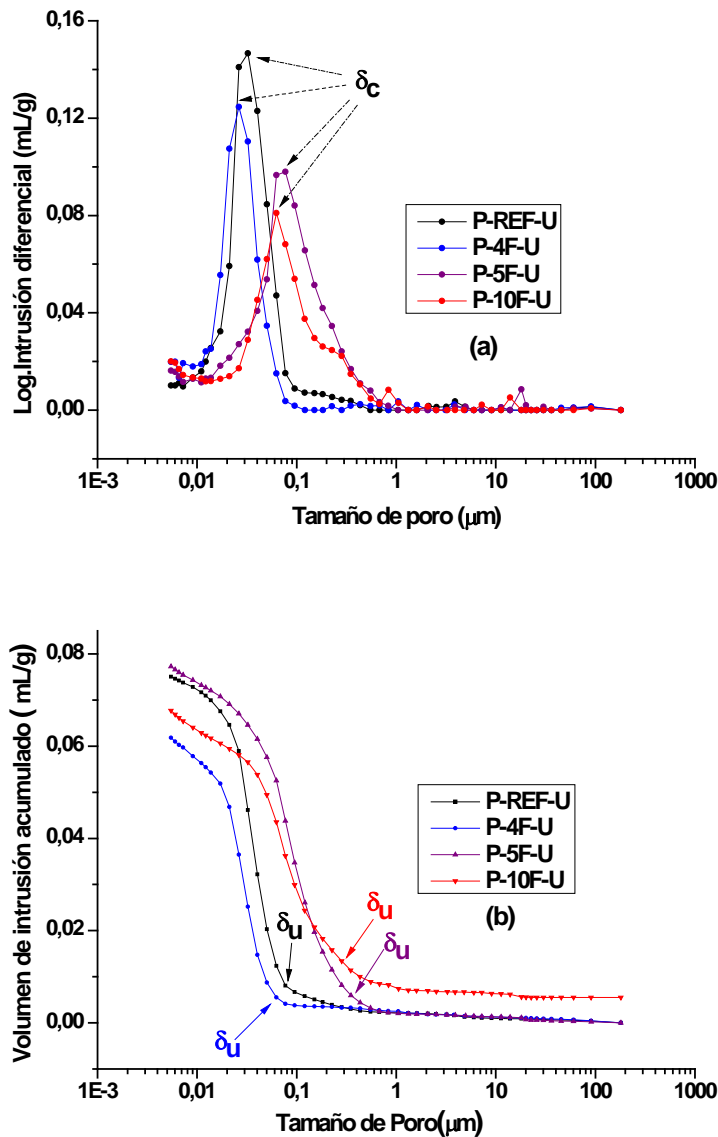 0,16
0,12
0,08
0,04
0,00
Log.Intrusión diferencial (mL/g)
δc
P-REF-U
P-4F-U
P-5F-U
P-10F-U
(a)
1E-3 0,01 0,1 1 10 100 1000
Tamaño de poro (μm)
0,08
0,06
0,04
0,02
0,00
Volumen de intrusión acumulado ( mL/g)
P-REF-U
P-4F-U
P-5F-U
P-10F-U
(b)
δu
δu
δu
δu
1E-3 0,01 0,1 1 10 100 1000
Tamaño de Poro(μm)